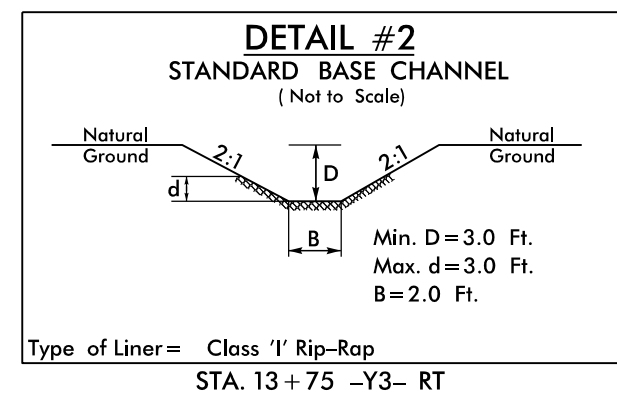 DETAIL #2
STANDARD BASE CHANNEL
( Not to Scale)
Natural
Ground
2:1
D
2:1
Natural
Ground
d
B
Min. D=3.0 Ft.
Max. d=3.0 Ft.
B=2.0 Ft.
Type of Liner= Class 'I' Rip-Rap
STA. 13+75 -Y3- RT